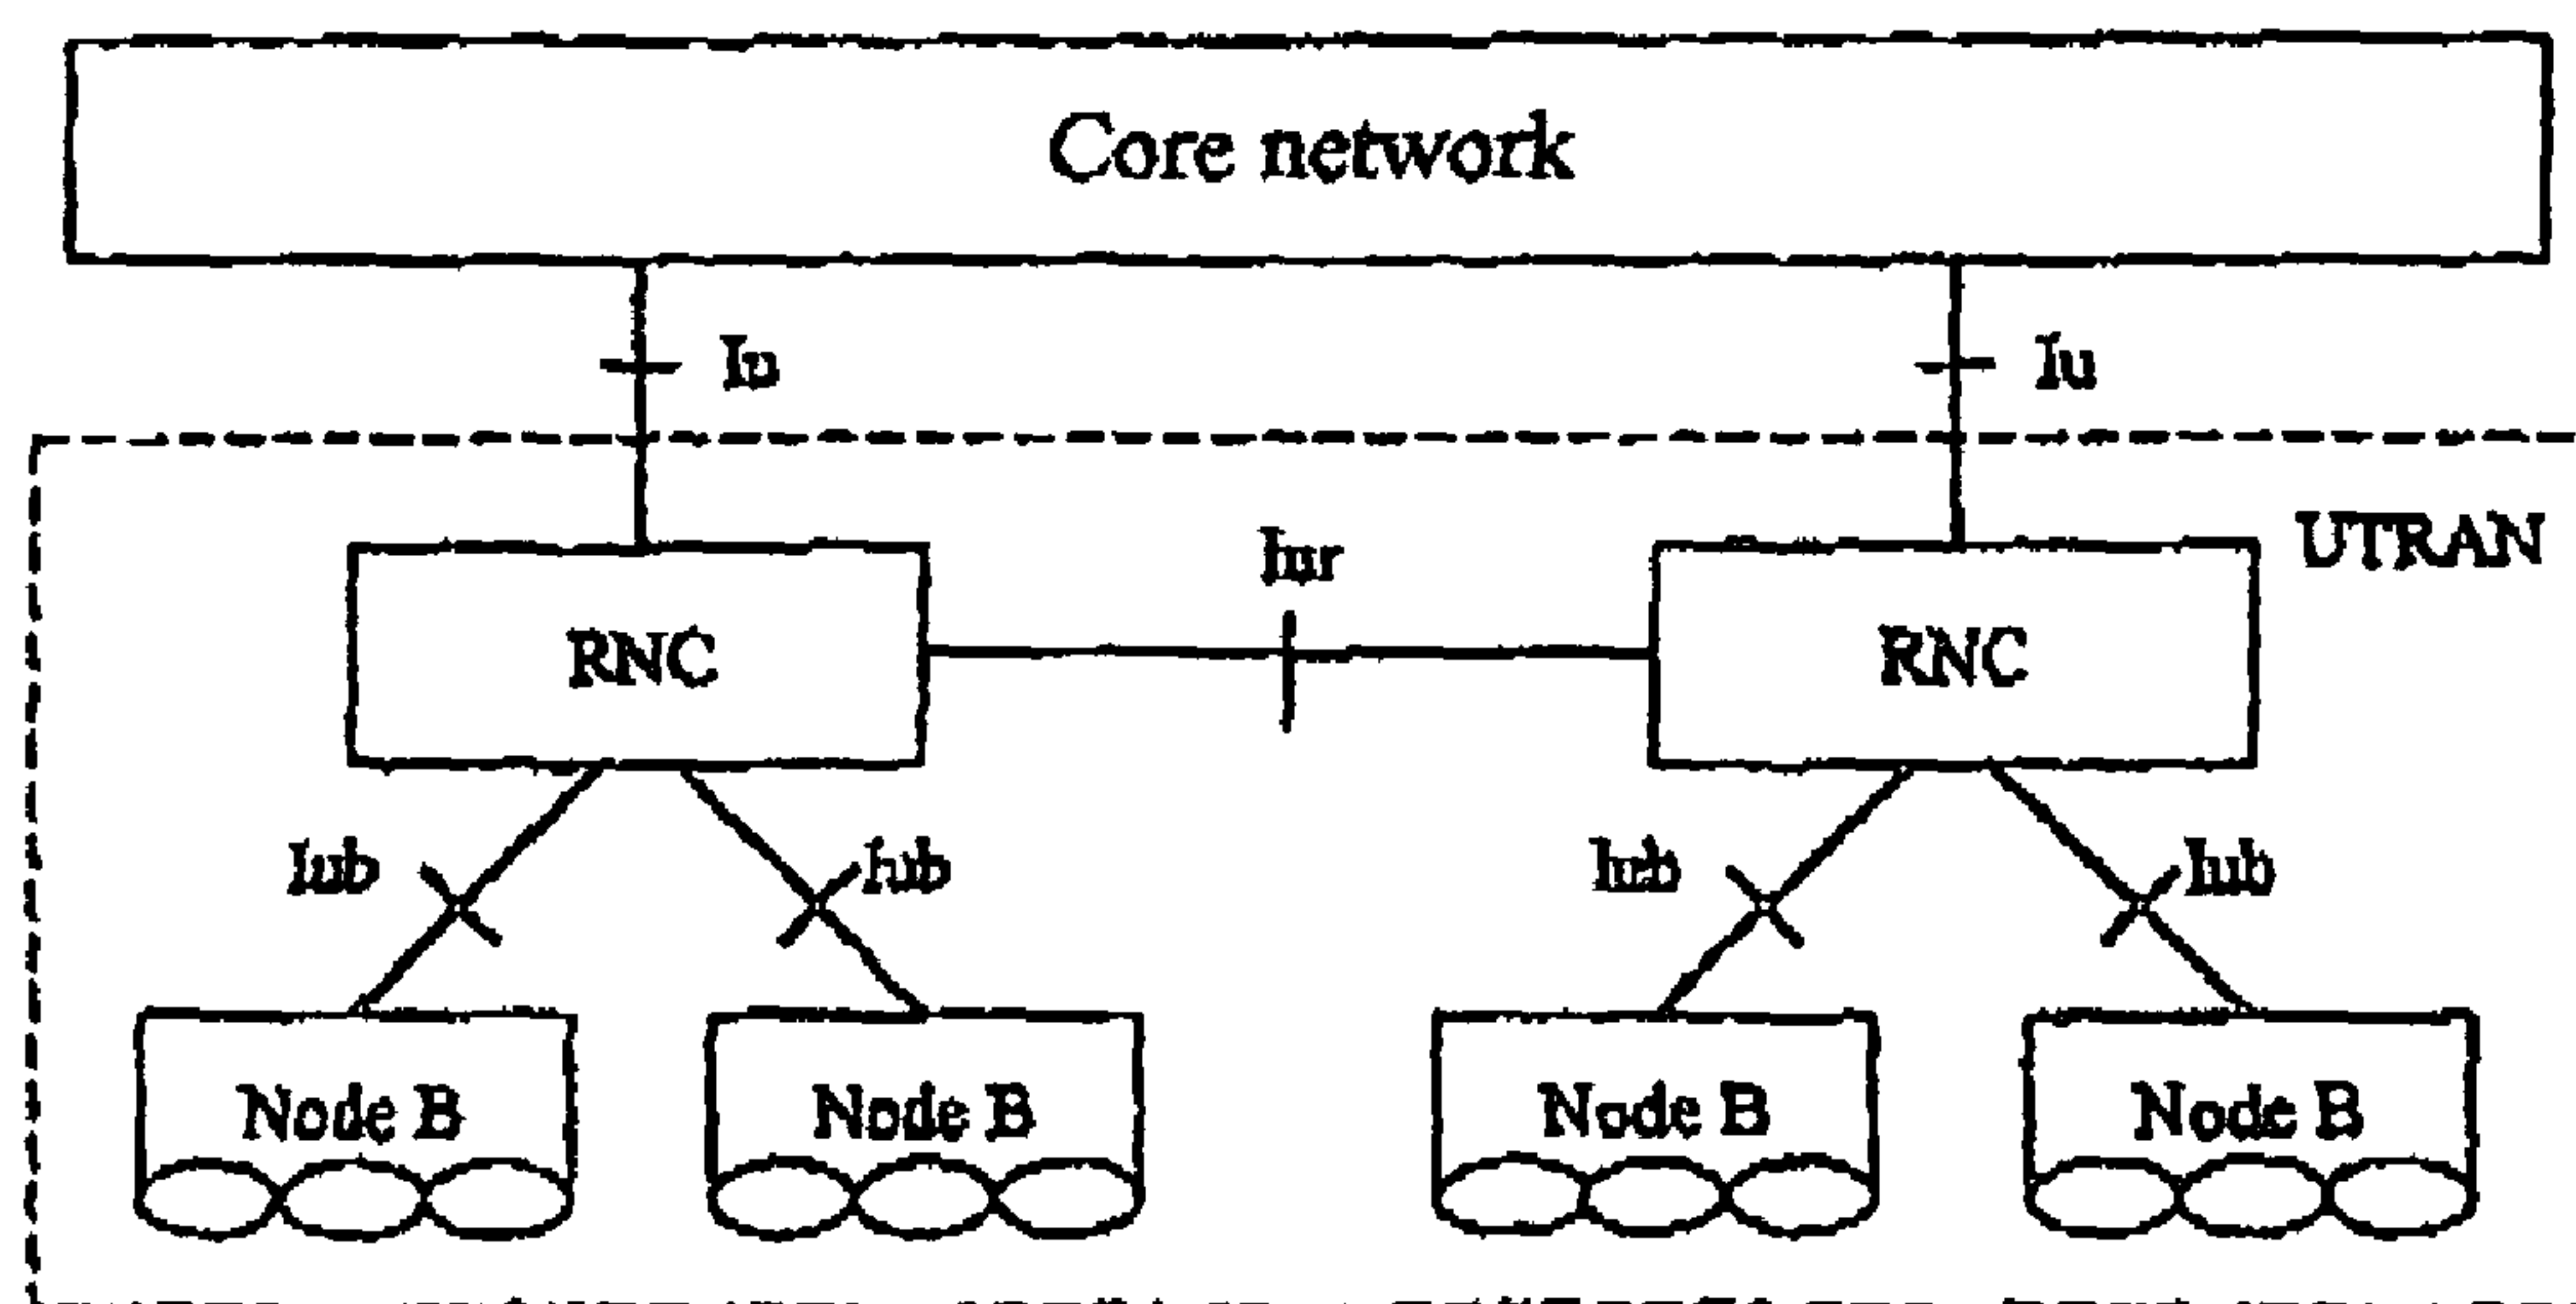 Core network
Iu
Iu
UTRAN
Iur
RNC
RNC
Iub
Iub
Iub
Iub
Node B
Node B
Node B
Node B